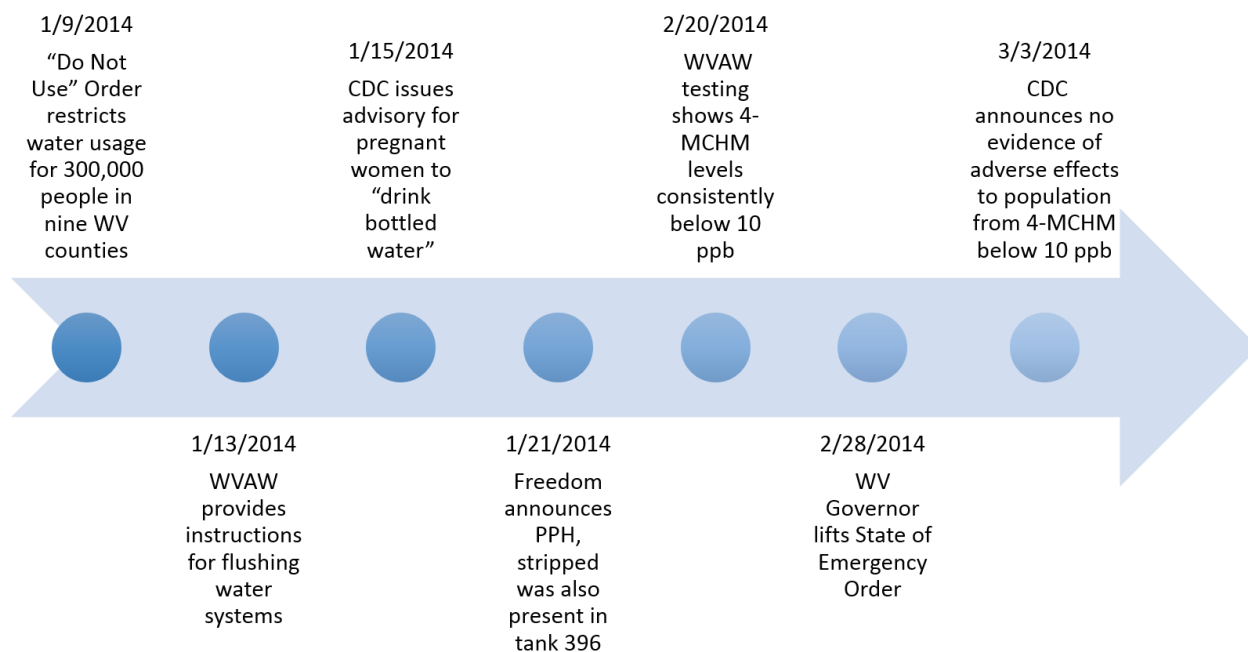 1/9/2014
“Do Not
Use” Order
restricts
water usage
for 300,000
people in
nine WV
counties
1/13/2014
WVAW
provides
instructions
for flushing
water
systems
1/15/2014
CDC issues
advisory for
pregnant
women to
“drink
bottled
water”
1/21/2014
Freedom
announces
PPH,
stripped
was also
present in
tank 396
2/20/2014
WVAW
testing
shows 4-
MCHM
levels
consistently
below 10
ppb
2/28/2014
WV
Governor
lifts State of
Emergency
Order
3/3/2014
CDC
announces no
evidence of
adverse effects
to population
from 4-MCHM
below 10 ppb